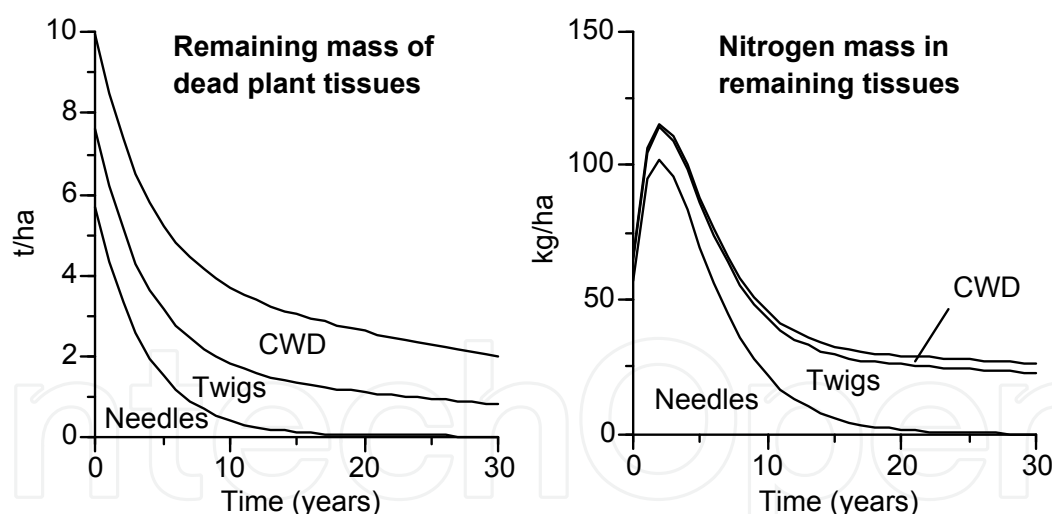 Remaining mass of
dead plant tissues
10
8
6
4
2
0
t/ha
CWD
Twigs
Needles
0
10
20
30
Time (years)
Nitrogen mass in
remaining tissues
150
100
50
0
kg/ha
CWD
Twigs
Needles
0
10
20
30
Time (years)